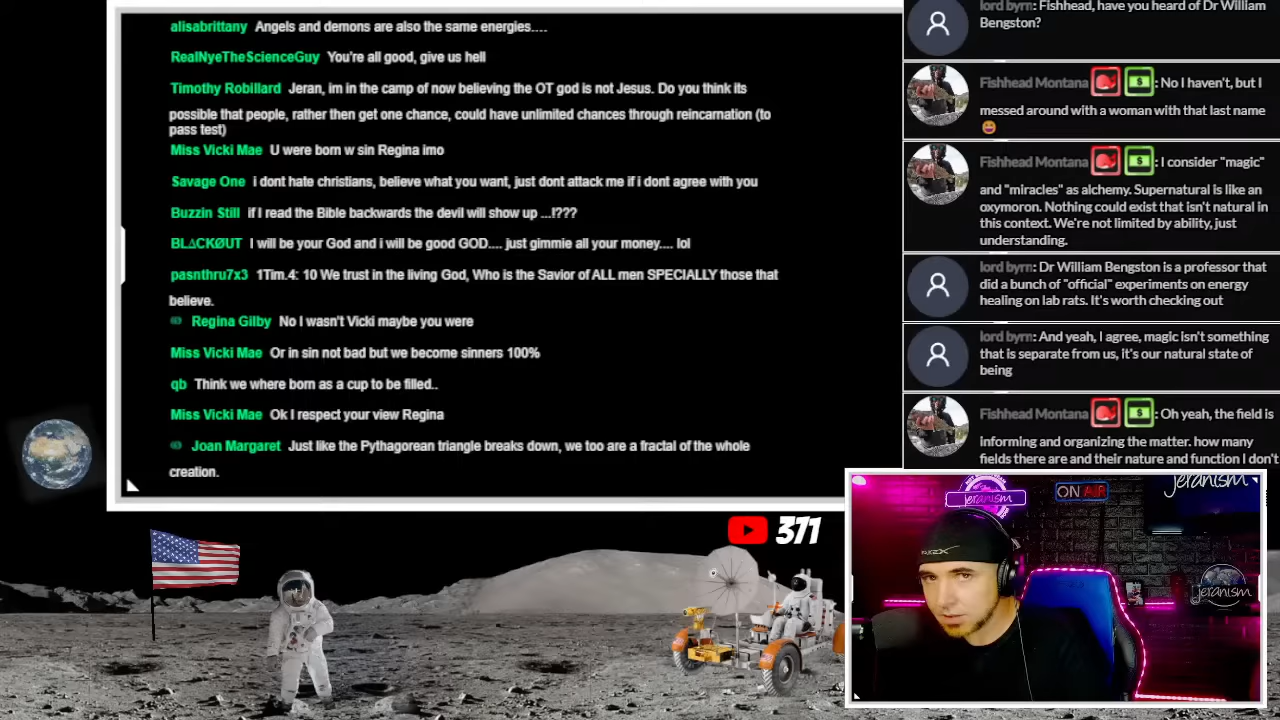 alisabrittany Angels and demons are also the same energies....
RealNyeTheScienceGuy You're all good, give us hell
Timothy Robillard Jeran, im in the camp of now believing the OT god is not Jesus. Do you think its
possible that people, rather then get one chance, could have unlimited chances through reincarnation (to
pass test)
Miss Vicki Mae U were born w sin Regina imo
Savage One i dont hate christians, believe what you want, just dont attack me if i dont agree with you
Buzzin Still if I read the Bible backwards the devil will show up ...!???
BLΔCKØUT I will be your God and i will be good GOD.... just gimmie all your money.... lol
pasnthru7x3 1Tim.4: 10 We trust in the living God, Who is the Savior of ALL men SPECIALLY those that
believe.
Regina Gilby No I wasn't Vicki maybe you were
Miss Vicki Mae Or in sin not bad but we become sinners 100%
qb Think we where born as a cup to be filled..
Miss Vicki Mae Ok I respect your view Regina
Joan Margaret Just like the Pythagorean triangle breaks down, we too are a fractal of the whole
creation.
lord byrn: Fishhead, have you heard of Dr William
Bengston?
Fishhead Montana : No I haven't, but I
messed around with a woman with that last name
😆
Fishhead Montana : I consider "magic"
and "miracles" as alchemy. Supernatural is like an
oxymoron. Nothing could exist that isn't natural in
this context. We're not limited by ability, just
understanding.
lord byrn: Dr William Bengston is a professor that
did a bunch of "official" experiments on energy
healing on lab rats. It's worth checking out
lord byrn: And yeah, I agree, magic isn't something
that is separate from us, it's our natural state of
being
Fishhead Montana : Oh yeah, the field is
informing and organizing the matter. how many
fields there are and their nature and function I don't
371
jeranism
ON AIR
jeranism
jeranism